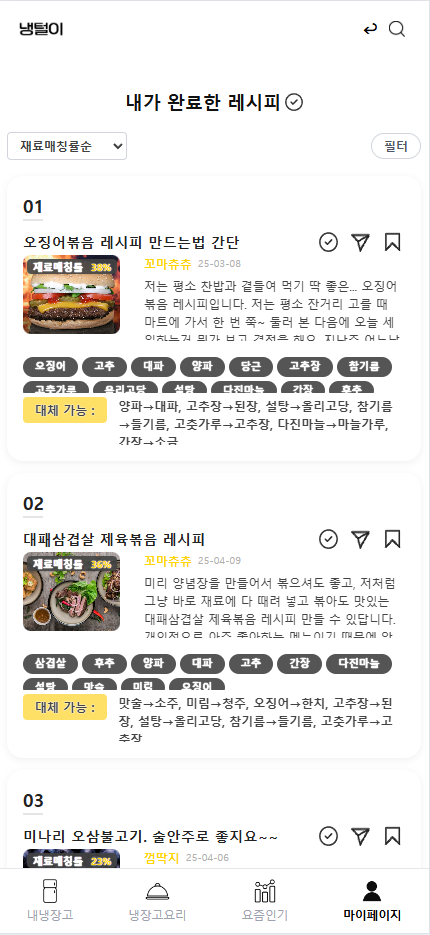 냉털이
내가 완료한 레시피
재료매칭률순
필터
01
오징어볶음 레시피 만드는법 간단
재료매칭률 38%
꼬마츄츄 25-03-08
저는 평소 찬밥과 곁들여 먹기 딱 좋은... 오징어
볶음 레시피입니다. 저는 평소 잔거리 고를 때
마트에 가서 한 번 쭉~ 둘러 본 다음에 오늘 세
오징어 고추 대파 양파 당근 고추장 참기름
고춧가루 올리고당 설탕 다진마늘 간장 후추
대체 가능 :
양파→대파, 고추장→된장, 설탕→올리고당, 참기름
→들기름, 고춧가루→고추장, 다진마늘→마늘가루,
간장→소금
02
대패삼겹살 제육볶음 레시피
재료매칭률 36%
꼬마츄츄 25-04-09
미리 양념장을 만들어서 볶으셔도 좋고, 저처럼
그냥 바로 재료에 다 때려 넣고 볶아도 맛있는
대패삼겹살 제육볶음 레시피 만들 수 있답니다.
개인적으로 아주 좋아하는 메뉴이기 때문에 앞
삼겹살 후추 양파 대파 고추 간장 다진마늘
설탕 맛술 미림 오징어
대체 가능 :
맛술→소주, 미림→청주, 오징어→한치, 고추장→된
장, 설탕→올리고당, 참기름→들기름, 고춧가루→고
추장
03
미나리 오삼불고기. 술안주로 좋지요~~
재료매칭률 23%
껌딱지 25-04-06
내냉장고
냉장고요리
요즘인기
마이페이지